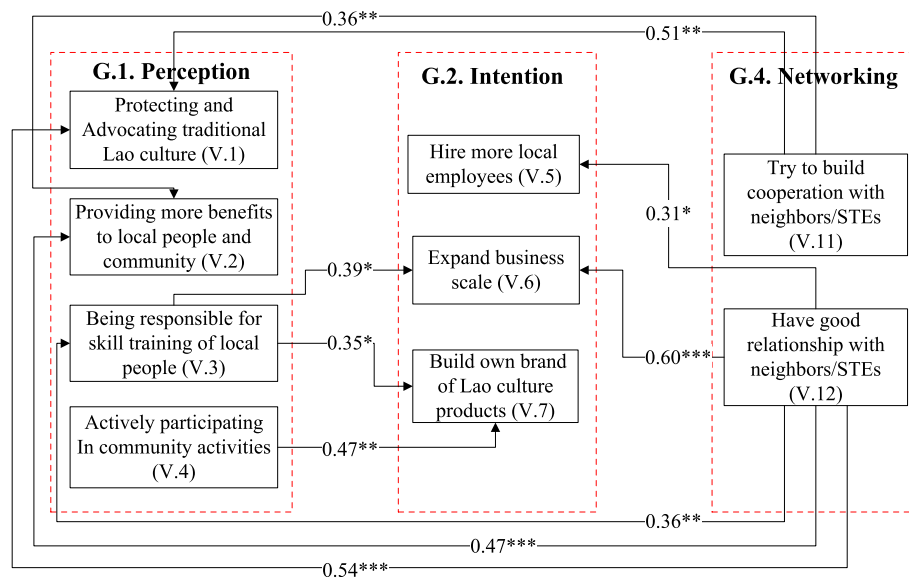 0.36**
0.51**
G.1. Perception
G.2. Intention
G.4. Networking
Protecting and
Advocating traditional
Lao culture (V.1)
Providing more benefits
to local people and
community (V.2)
Being responsible for
skill training of local
people (V.3)
Actively participating
In community activities
(V.4)
Hire more local
employees (V.5)
Expand business
scale (V.6)
Build own brand
of Lao culture
products (V.7)
Try to build
cooperation with
neighbors/STEs
(V.11)
Have good
relationship with
neighbors/STEs
(V.12)
0.31*
0.39*
0.35*
0.60***
0.47**
0.36**
0.47***
0.54***